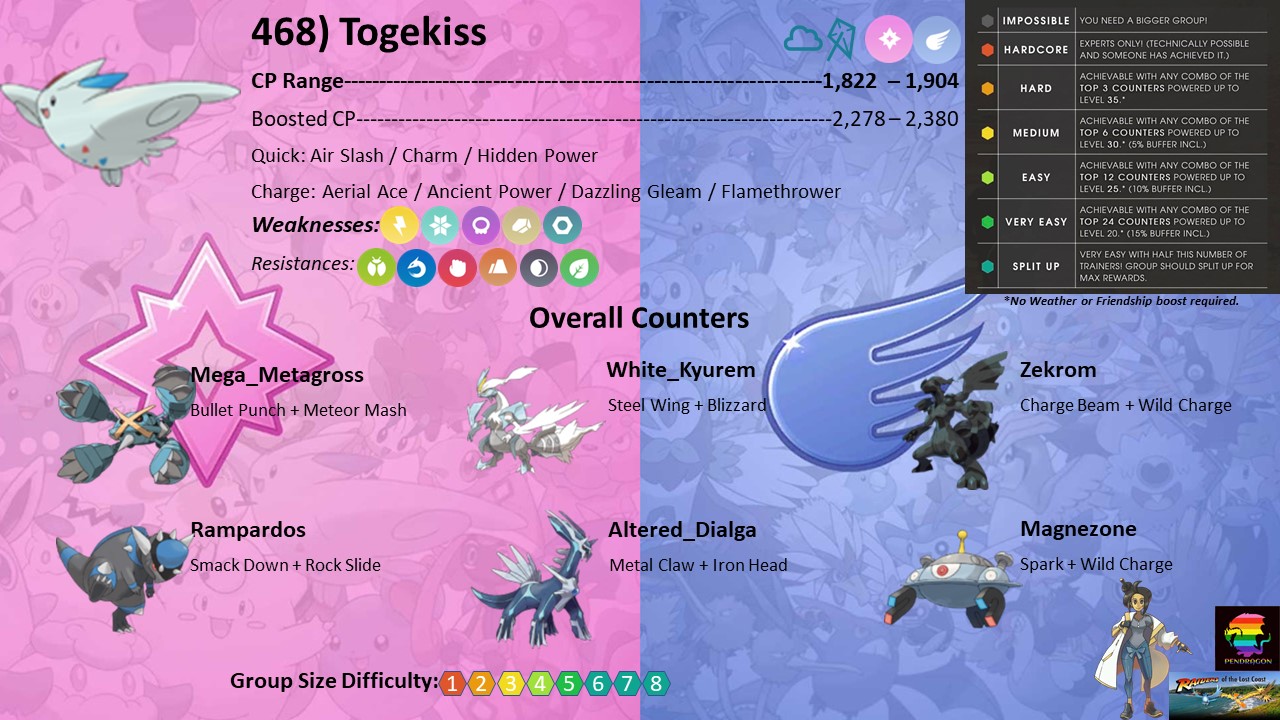 468) Togekiss
CP Range--------------------------------------------------------------------1,822 – 1,904
Boosted CP--------------------------------------------------------------------2,278 – 2,380
Quick: Air Slash / Charm / Hidden Power
Charge: Aerial Ace / Ancient Power / Dazzling Gleam / Flamethrower
Weaknesses:
Resistances:
IMPOSSIBLE YOU NEED A BIGGER GROUP!
HARDCORE EXPERTS ONLY! (TECHNICALLY POSSIBLE
AND SOMEONE HAS ACHIEVED IT.)
HARD ACHIEVABLE WITH ANY COMBO OF THE
TOP 3 COUNTERS POWERED UP TO
LEVEL 35.*
MEDIUM ACHIEVABLE WITH ANY COMBO OF THE
TOP 6 COUNTERS POWERED UP TO
LEVEL 30.* (5% BUFFER INCL.)
EASY ACHIEVABLE WITH ANY COMBO OF THE
TOP 12 COUNTERS POWERED UP TO
LEVEL 25.* (10% BUFFER INCL.)
VERY EASY ACHIEVABLE WITH ANY COMBO OF THE
TOP 24 COUNTERS POWERED UP TO
LEVEL 20.* (15% BUFFER INCL.)
SPLIT UP VERY EASY WITH HALF THIS NUMBER OF
TRAINERS! GROUP SHOULD SPLIT UP FOR
MAX REWARDS.
*No Weather or Friendship boost required.
Overall Counters
Mega_Metagross
Bullet Punch + Meteor Mash
White_Kyurem
Steel Wing + Blizzard
Zekrom
Charge Beam + Wild Charge
Rampardos
Smack Down + Rock Slide
Altered_Dialga
Metal Claw + Iron Head
Magnezone
Spark + Wild Charge
Group Size Difficulty: 1 2 3 4 5 6 7 8
PENDRAGON
RAIDERS of the Lost Coast